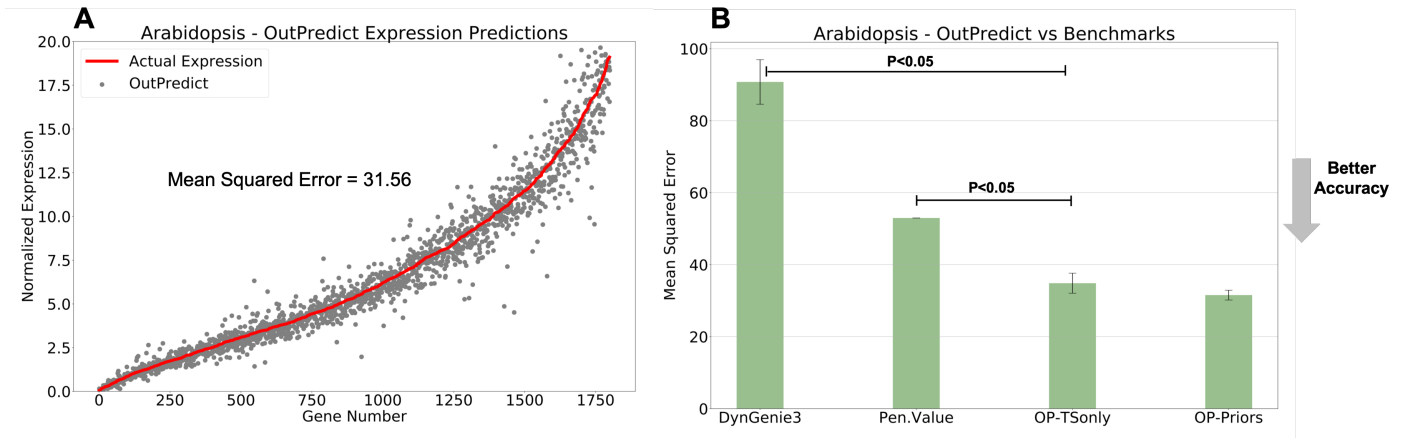 A
Arabidopsis - OutPredict Expression Predictions
20.0
17.5
15.0
12.5
10.0
7.5
5.0
2.5
0.0
Normalized Expression
Actual Expression
OutPredict
Mean Squared Error = 31.56
0 250 500 750 1000 1250 1500 1750
Gene Number
B
Arabidopsis - OutPredict vs Benchmarks
100
80
60
40
20
0
Mean Squared Error
P<0.05
P<0.05
DynGenie3 Pen.Value OP-TSonly OP-Priors
Better
Accuracy